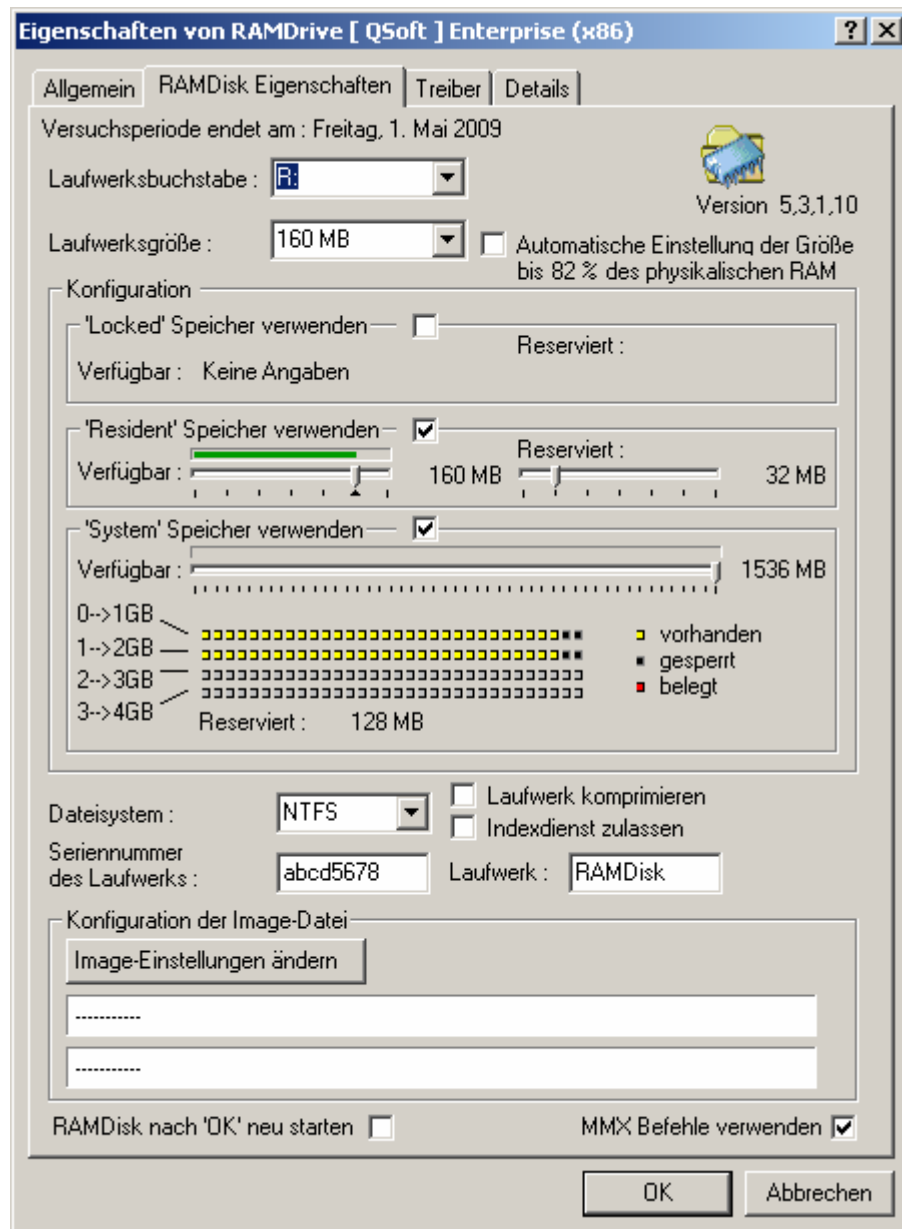 Eigenschaften von RAMDrive [ QSoft ] Enterprise (x86)
Allgemein
RAMDisk Eigenschaften
Treiber
Details
Versuchsperiode endet am : Freitag, 1. Mai 2009
Laufwerksbuchstabe :
R:
Version 5,3,1,10
Laufwerksgröße :
160 MB
Automatische Einstellung der Größe
bis 82 % des physikalischen RAM
Konfiguration
'Locked' Speicher verwenden
Reserviert :
Verfügbar : Keine Angaben
'Resident' Speicher verwenden
Reserviert :
Verfügbar :
160 MB
32 MB
'System' Speicher verwenden
Verfügbar :
1536 MB
0-->1GB
1-->2GB
2-->3GB
3-->4GB
vorhanden
gesperrt
belegt
Reserviert : 128 MB
Dateisystem :
NTFS
Laufwerk komprimieren
Indexdienst zulassen
Seriennummer
des Laufwerks :
abcd5678
Laufwerk :
RAMDisk
Konfiguration der Image-Datei
Image-Einstellungen ändern
-----------
-----------
RAMDisk nach 'OK' neu starten
MMX Befehle verwenden
OK
Abbrechen